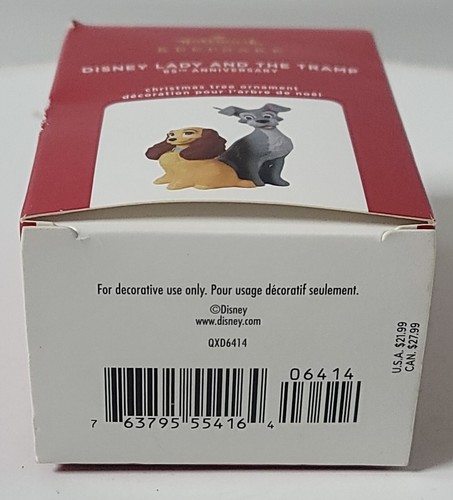 Hallmark
KEEPSAKE
DISNEY LADY AND THE TRAMP
65TH ANNIVERSARY
christmas tree ornament
décoration pour l'arbre de noël
For decorative use only. Pour usage décoratif seulement.
©Disney
www.disney.com
QXD6414
U.S.A. $21.99
CAN. $27.99
06414
7 63795 55416 4